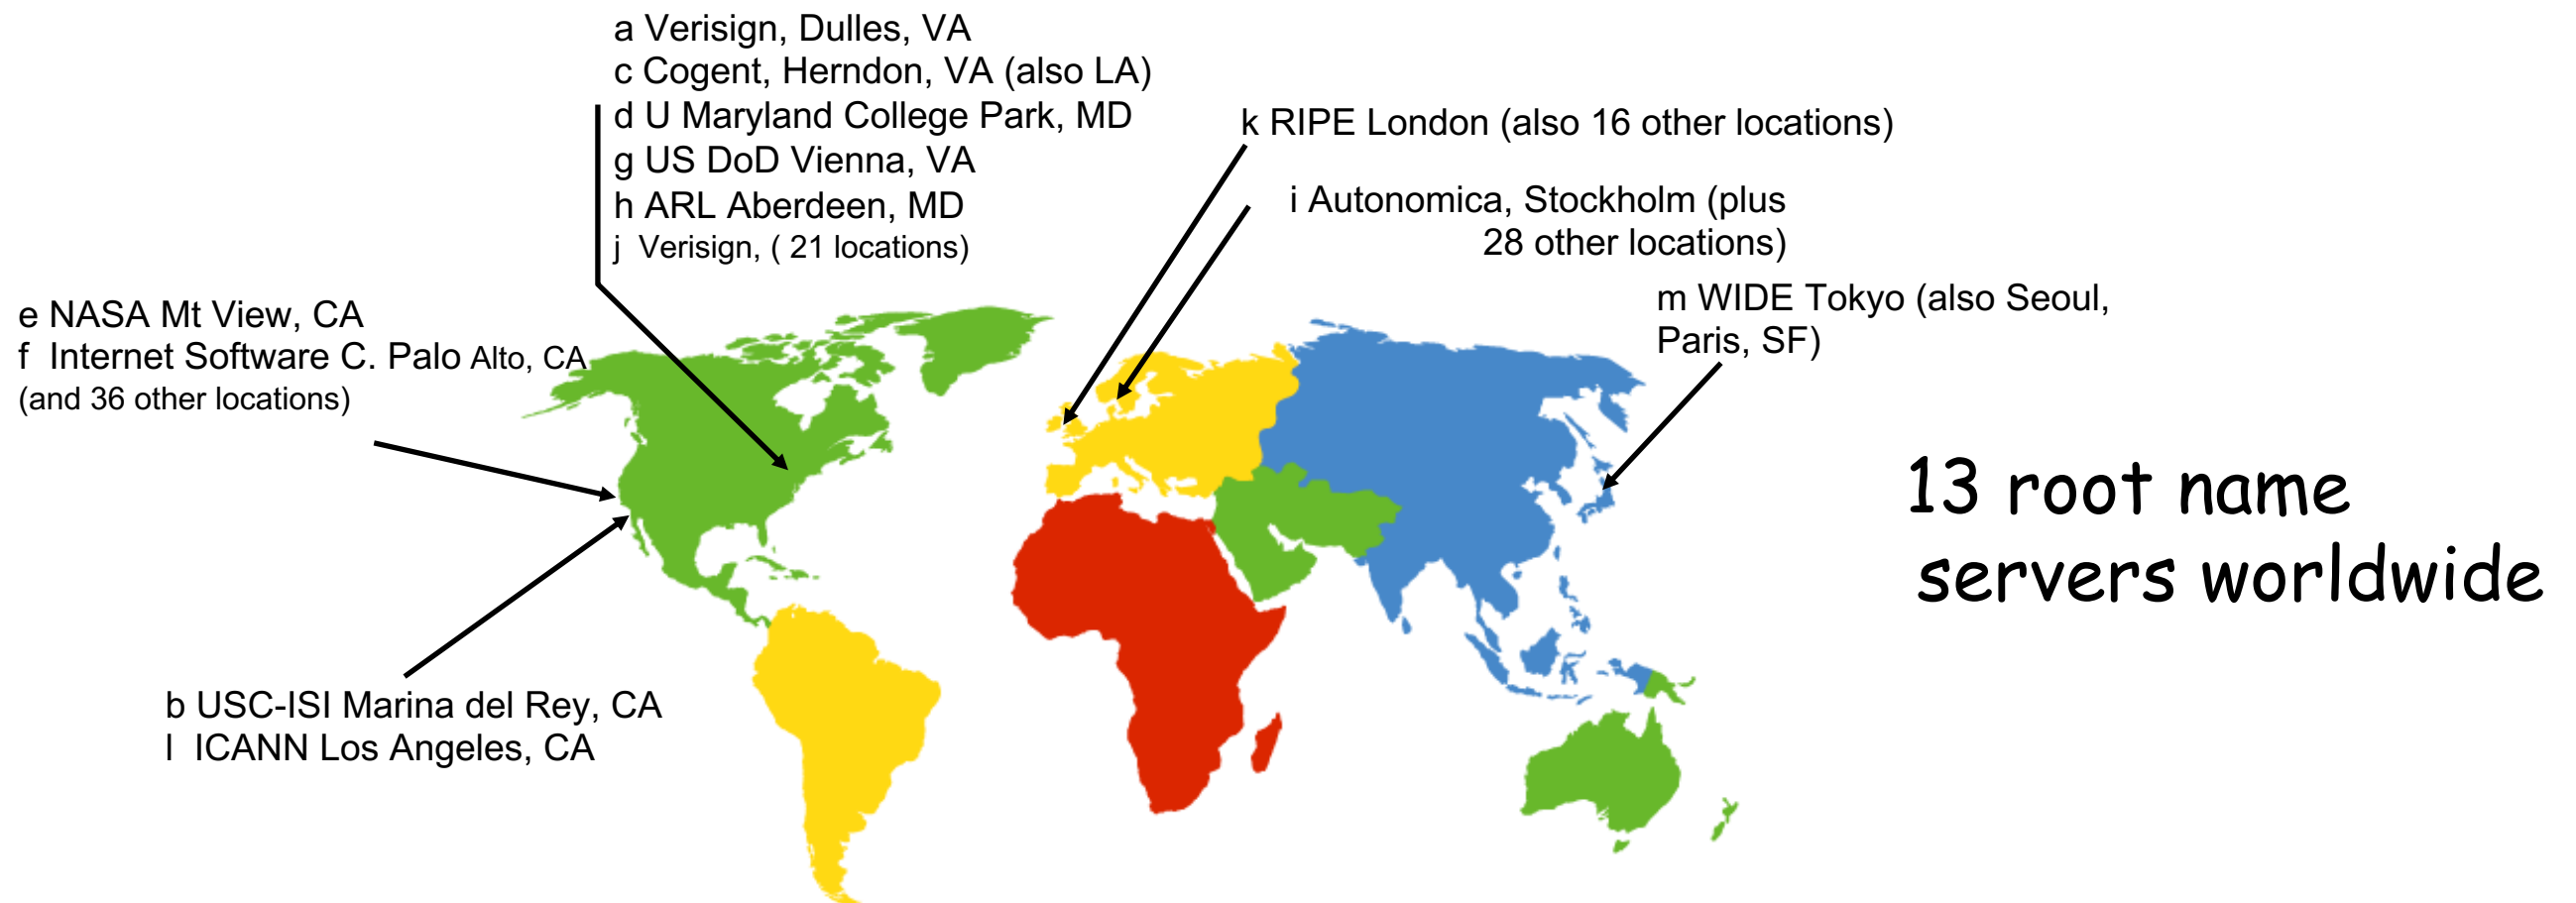 a Verisign, Dulles, VA
c Cogent, Herndon, VA (also LA)
d U Maryland College Park, MD
g US DoD Vienna, VA
h ARL Aberdeen, MD
j Verisign, ( 21 locations)
k RIPE London (also 16 other locations)
i Autonomica, Stockholm (plus
28 other locations)
m WIDE Tokyo (also Seoul,
Paris, SF)
e NASA Mt View, CA
f Internet Software C. Palo Alto, CA
(and 36 other locations)
13 root name
servers worldwide
b USC-ISI Marina del Rey, CA
l ICANN Los Angeles, CA